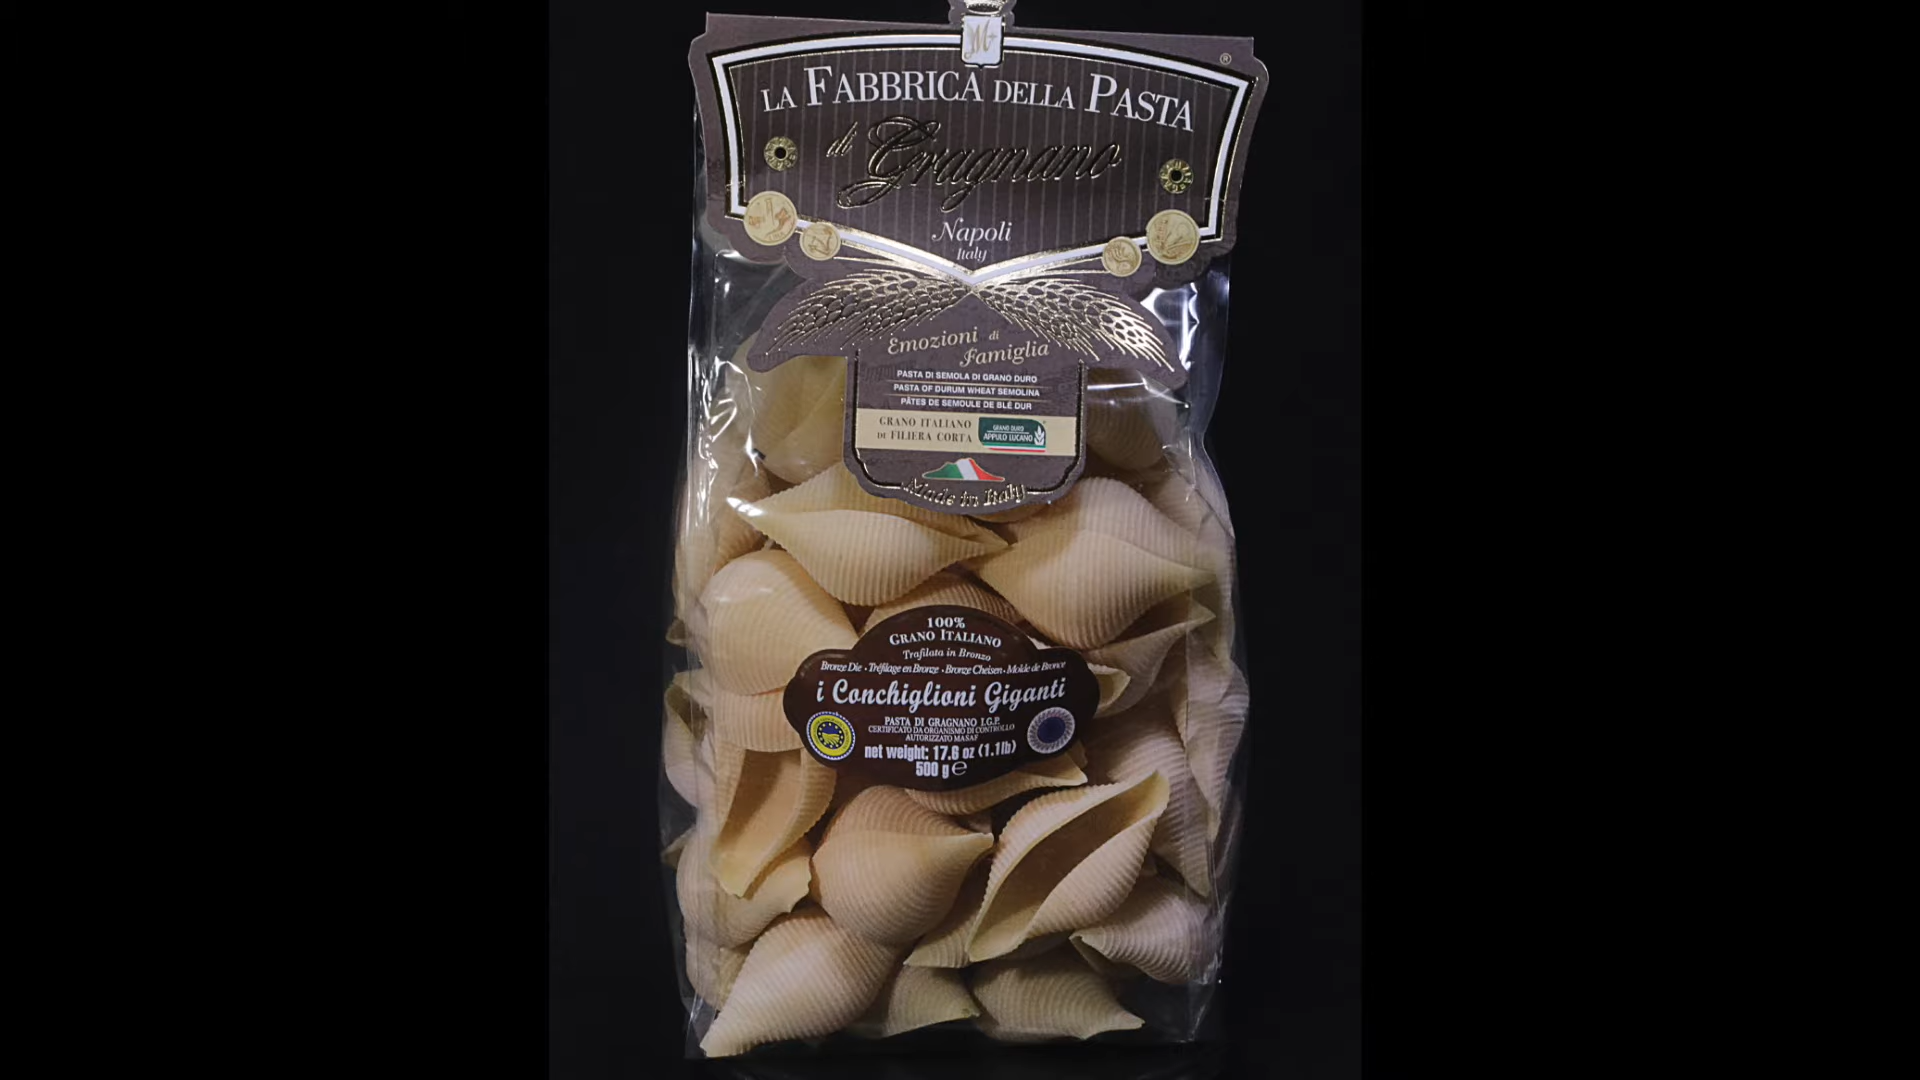 M
®
LA FABBRICA DELLA PASTA
di Gragnano
Napoli
Italy
Emozioni di
Famiglia
PASTA DI SEMOLA DI GRANO DURO
PASTA OF DURUM WHEAT SEMOLINA
PÂTES DE SEMOULE DE BLÉ DUR
GRANO ITALIANO
DI FILIERA CORTA
GRANO DURO
APPULO LUCANO
Made in Italy
100%
GRANO ITALIANO
Trafilata in Bronzo
Bronze Die • Tréfilage en Bronze • Bronze Cheisen • Molde de Bronce
i Conchiglioni Giganti
PASTA DI GRAGNANO I.G.P.
CERTIFICATO DA ORGANISMO DI CONTROLLO
AUTORIZZATO MASAF
net weight: 17.6 oz (1.1lb)
500 g ℮